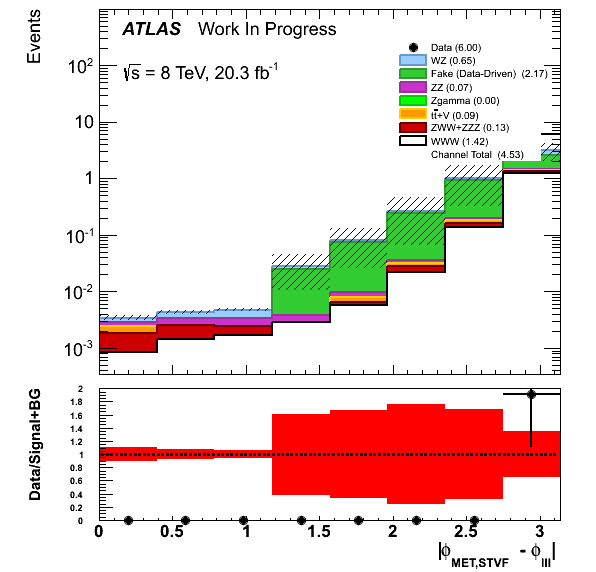 Events
ATLAS Work In Progress
√s = 8 TeV, 20.3 fb⁻¹
Data (6.00)
WZ (0.65)
Fake (Data-Driven) (2.17)
ZZ (0.07)
Zgamma (0.00)
tt̄+V (0.09)
ZWW+ZZZ (0.13)
WWW (1.42)
Channel Total (4.53)
10²
10
1
10⁻¹
10⁻²
10⁻³
Data/Signal+BG
2
1.8
1.6
1.4
1.2
1
0.8
0.6
0.4
0.2
0
0 0.5 1 1.5 2 2.5 3
|ϕ_MET,STVF - ϕ_lll|